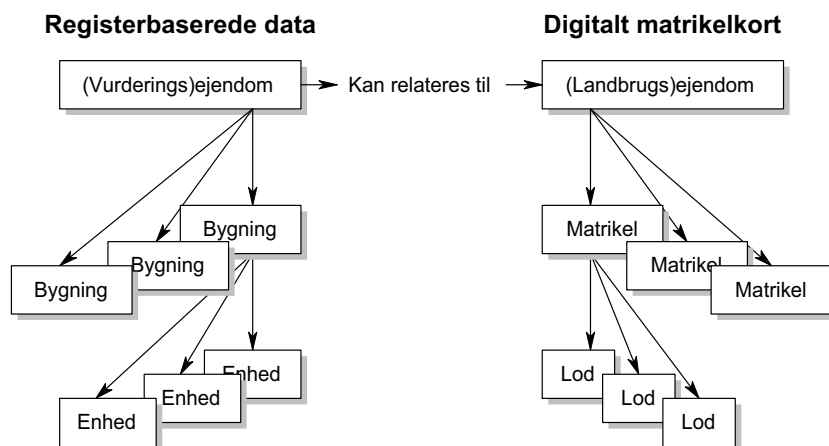 Registerbaserede data
Digitalt matrikelkort
(Vurderings)ejendom
Kan relateres til
(Landbrugs)ejendom
Bygning
Bygning
Bygning
Matrikel
Matrikel
Matrikel
Enhed
Enhed
Enhed
Lod
Lod
Lod